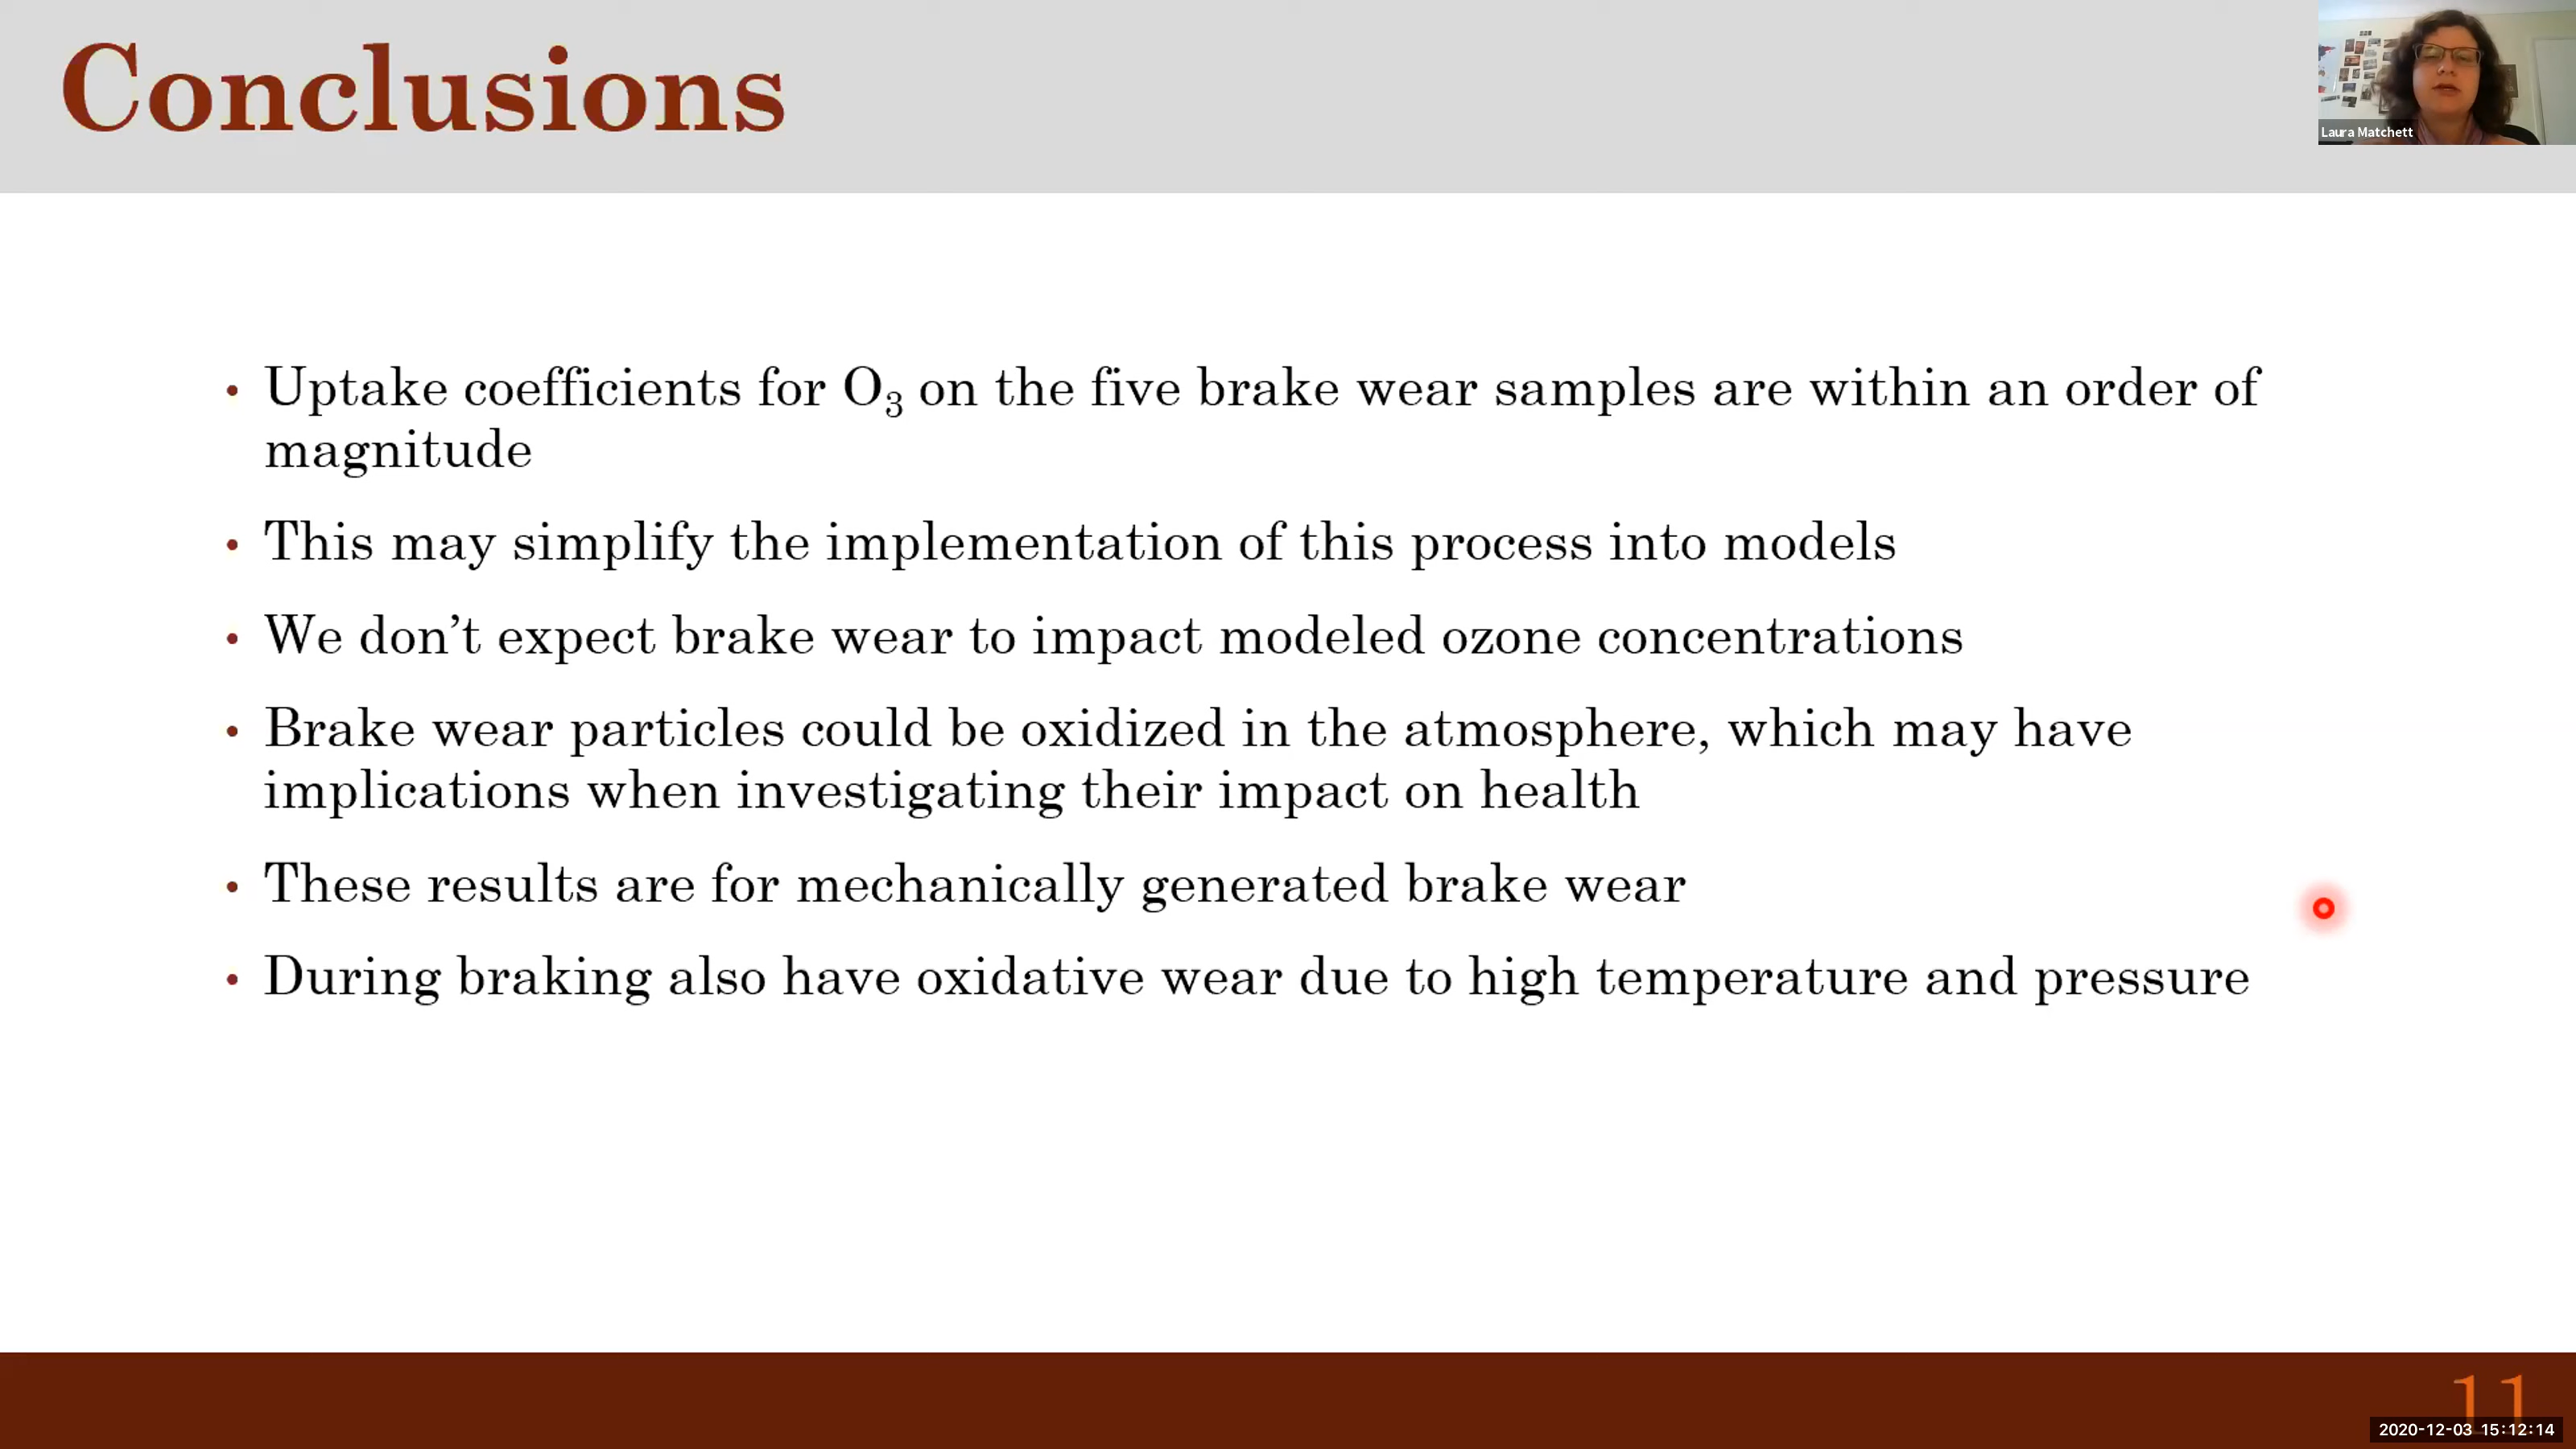 Conclusions
Laura Matchett
• Uptake coefficients for O₃ on the five brake wear samples are within an order of
magnitude
• This may simplify the implementation of this process into models
• We don’t expect brake wear to impact modeled ozone concentrations
• Brake wear particles could be oxidized in the atmosphere, which may have
implications when investigating their impact on health
• These results are for mechanically generated brake wear
• During braking also have oxidative wear due to high temperature and pressure
11
2020-12-03 15:12:14